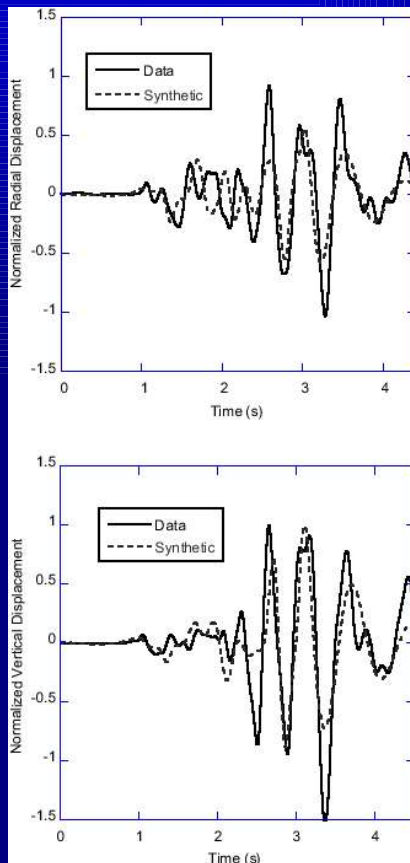 1.5
1
0.5
0
-0.5
-1
-1.5
Normalized Radial Displacement
Data
Synthetic
0 1 2 3 4
Time (s)
1.5
1
0.5
0
-0.5
-1
-1.5
Normalized Vertical Displacement
Data
Synthetic
0 1 2 3 4
Time (s)